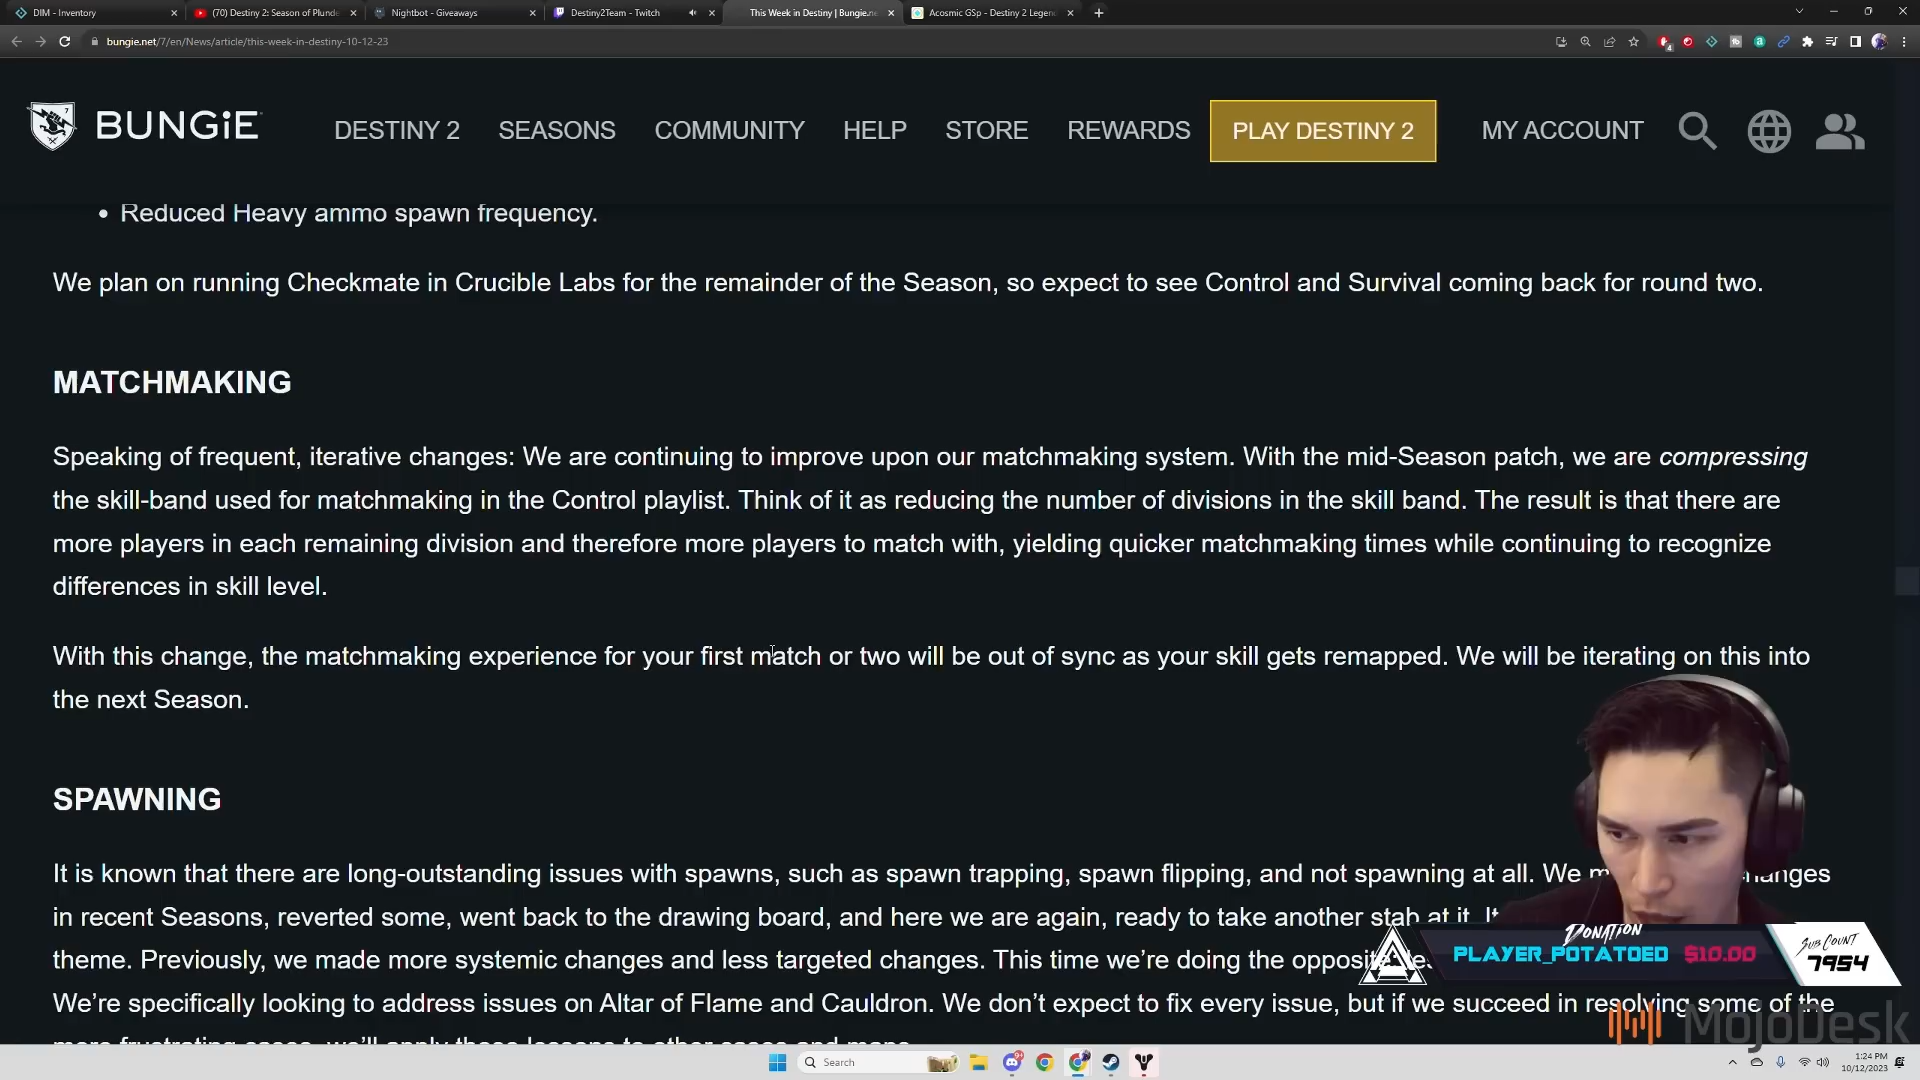 DIM - Inventory
(70) Destiny 2: Season of Plunde
Nightbot - Giveaways
Destiny2Team - Twitch
This Week in Destiny | Bungie.ne
Acosmic GSp - Destiny 2 Legen
bungie.net/7/en/News/article/this-week-in-destiny-10-12-23
BUNGiE
DESTINY 2
SEASONS
COMMUNITY
HELP
STORE
REWARDS
PLAY DESTINY 2
MY ACCOUNT
• Reduced Heavy ammo spawn frequency.
We plan on running Checkmate in Crucible Labs for the remainder of the Season, so expect to see Control and Survival coming back for round two.
MATCHMAKING
Speaking of frequent, iterative changes: We are continuing to improve upon our matchmaking system. With the mid-Season patch, we are compressing
the skill-band used for matchmaking in the Control playlist. Think of it as reducing the number of divisions in the skill band. The result is that there are
more players in each remaining division and therefore more players to match with, yielding quicker matchmaking times while continuing to recognize
differences in skill level.
With this change, the matchmaking experience for your first match or two will be out of sync as your skill gets remapped. We will be iterating on this into
the next Season.
SPAWNING
It is known that there are long-outstanding issues with spawns, such as spawn trapping, spawn flipping, and not spawning at all. We m hanges
in recent Seasons, reverted some, went back to the drawing board, and here we are again, ready to take another stab at it. It
theme. Previously, we made more systemic changes and less targeted changes. This time we're doing the opposite
We're specifically looking to address issues on Altar of Flame and Cauldron. We don't expect to fix every issue, but if we succeed in resolving some of the
more frustrating cases, we'll apply these lessons to other cases and maps.
DONATION
PLAYER_POTATOED $10.00
SUB COUNT
7954
MojoDesk
Search
1:24 PM
10/12/2023